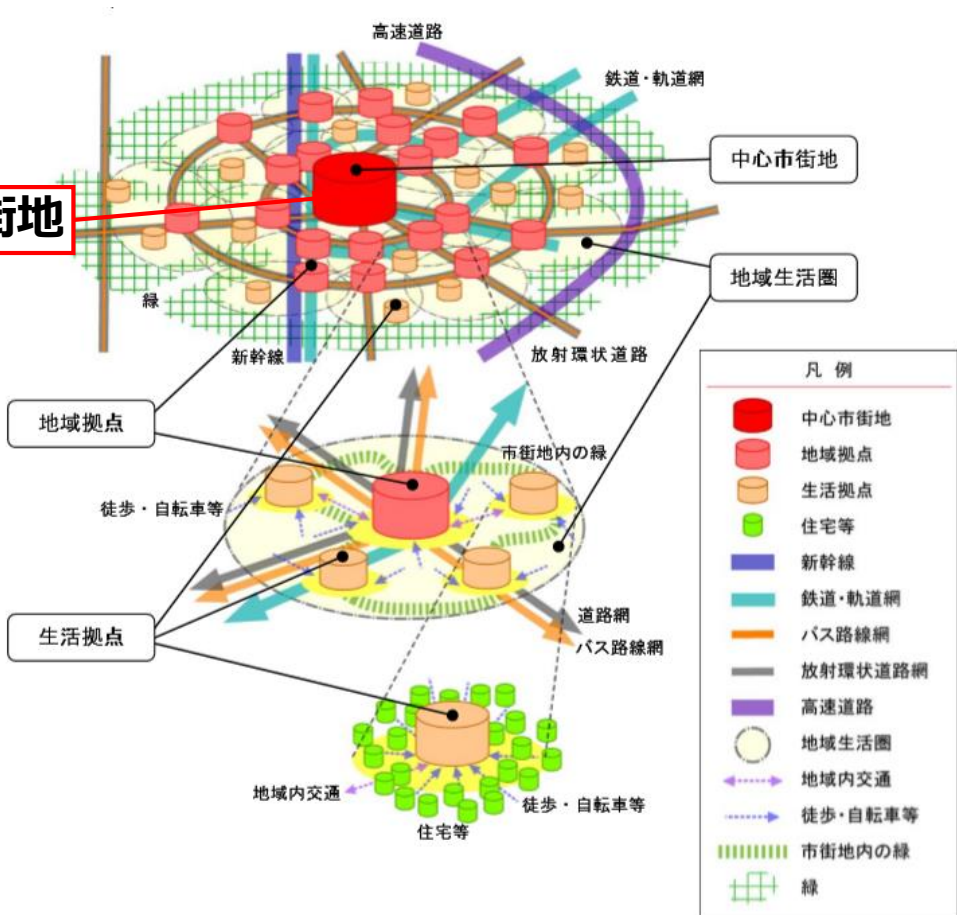 高速道路
鉄道・軌道網
中心市街地
街地
地域生活圏
緑
新幹線
放射環状道路
地域拠点
市街地内の緑
徒歩・自転車等
生活拠点
道路網
バス路線網
地域内交通
徒歩・自転車等
住宅等
凡 例
中心市街地
地域拠点
生活拠点
住宅等
新幹線
鉄道・軌道網
バス路線網
放射環状道路網
高速道路
地域生活圏
地域内交通
徒歩・自転車等
市街地内の緑
緑